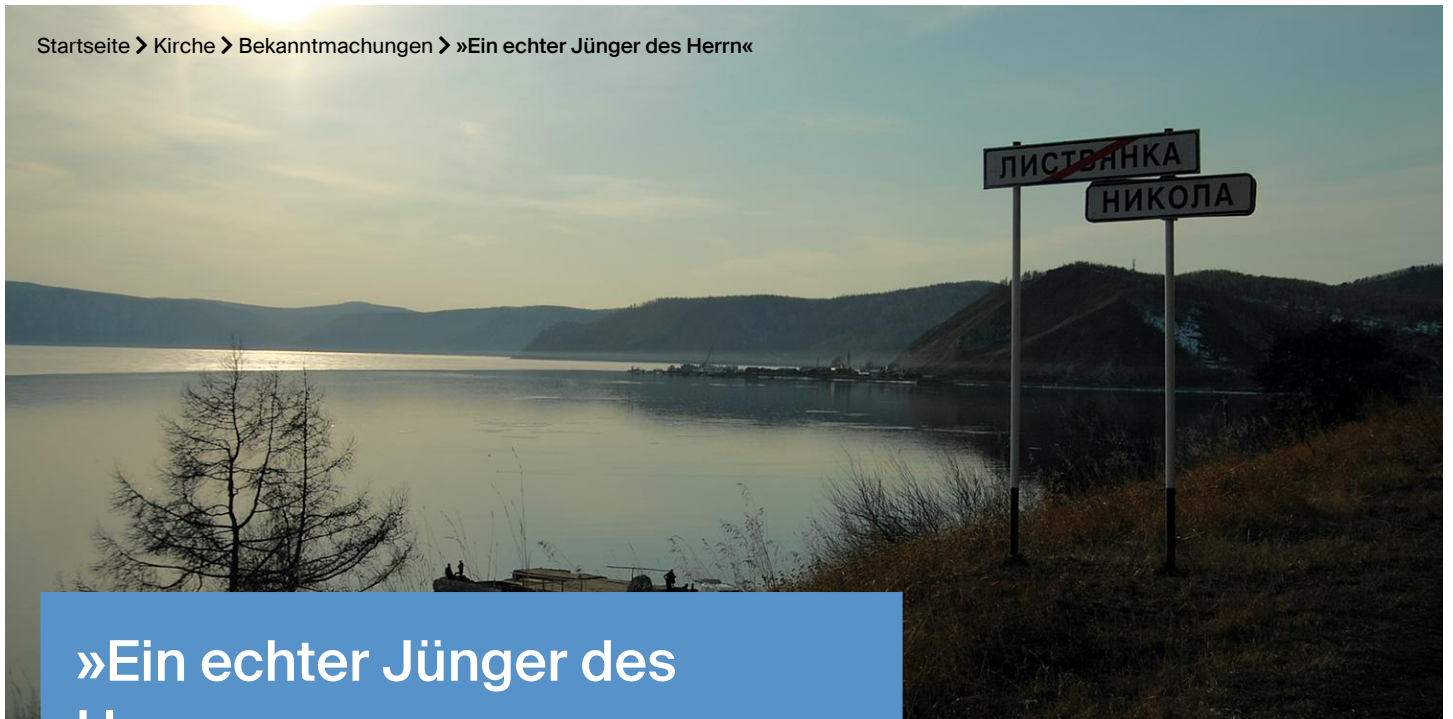 Startseite > Kirche > Bekanntmachungen > »Ein echter Jünger des Herrn«
ЛИСТВЯНКА
НИКОЛА
»Ein echter Jünger des